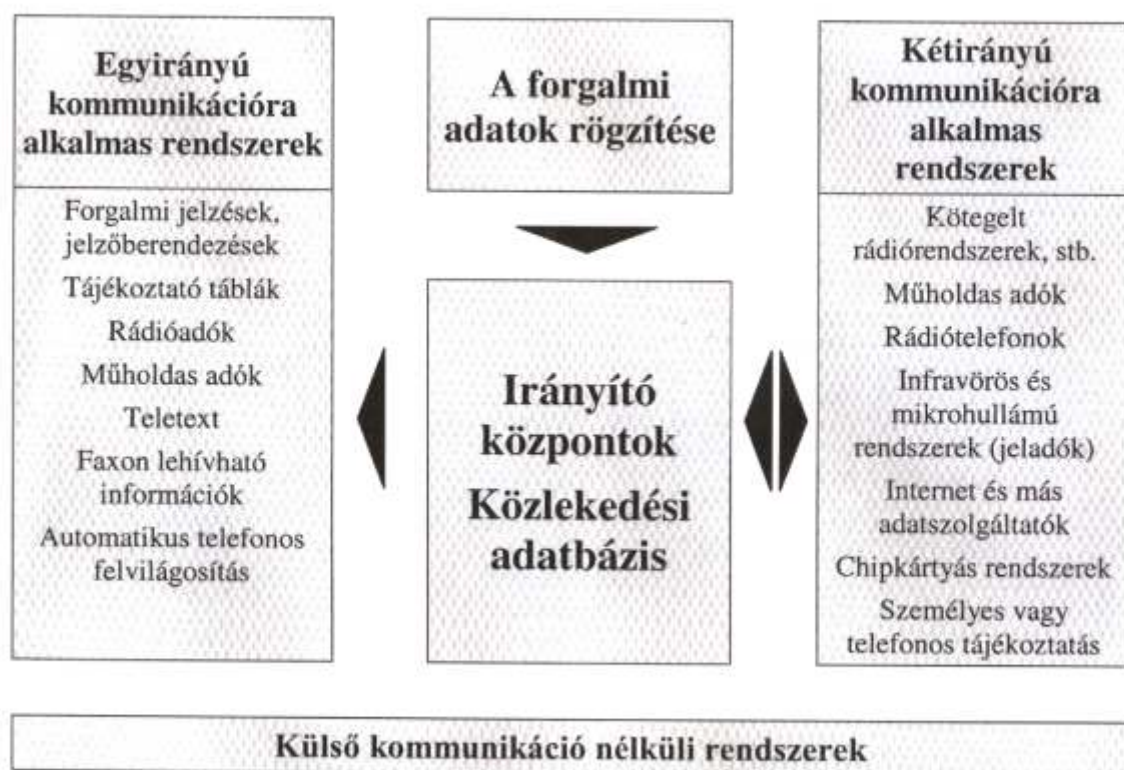 Egyirányú
kommunikációra
alkalmas rendszerek
Forgalmi jelzések,
jelzőberendezések
Tájékoztató táblák
Rádióadók
Műholdas adók
Teletext
Faxon lehívható
információk
Automatikus telefonos
felvilágosítás
A forgalmi
adatok rögzítése
Irányító
központok
Közlekedési
adatbázis
Kétirányú
kommunikációra
alkalmas
rendszerek
Kötegelt
rádiórendszerek, stb.
Műholdas adók
Rádiótelefonok
Infravörös és
mikrohullámú
rendszerek (jeladók)
Internet és más
adatszolgáltatók
Chipkártyás rendszerek
Személyes vagy
telefonos tájékoztatás
Külső kommunikáció nélküli rendszerek